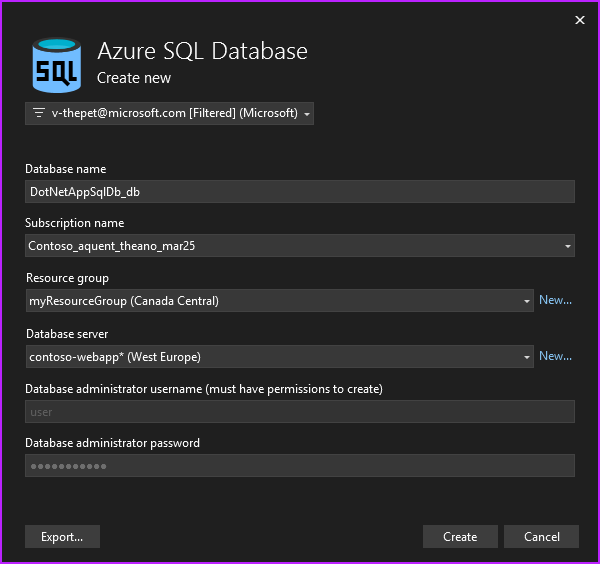 Azure SQL Database
SQL
Create new
v-thepet@microsoft.com [Filtered] (Microsoft)
Database name
DotNetAppSqlDb_db
Subscription name
Contoso_aquent_theano_mar25
Resource group
myResourceGroup (Canada Central)
New...
Database server
contoso-webapp* (West Europe)
New...
Database administrator username (must have permissions to create)
user
Database administrator password
●●●●●●●●●●●
Export...
Create
Cancel